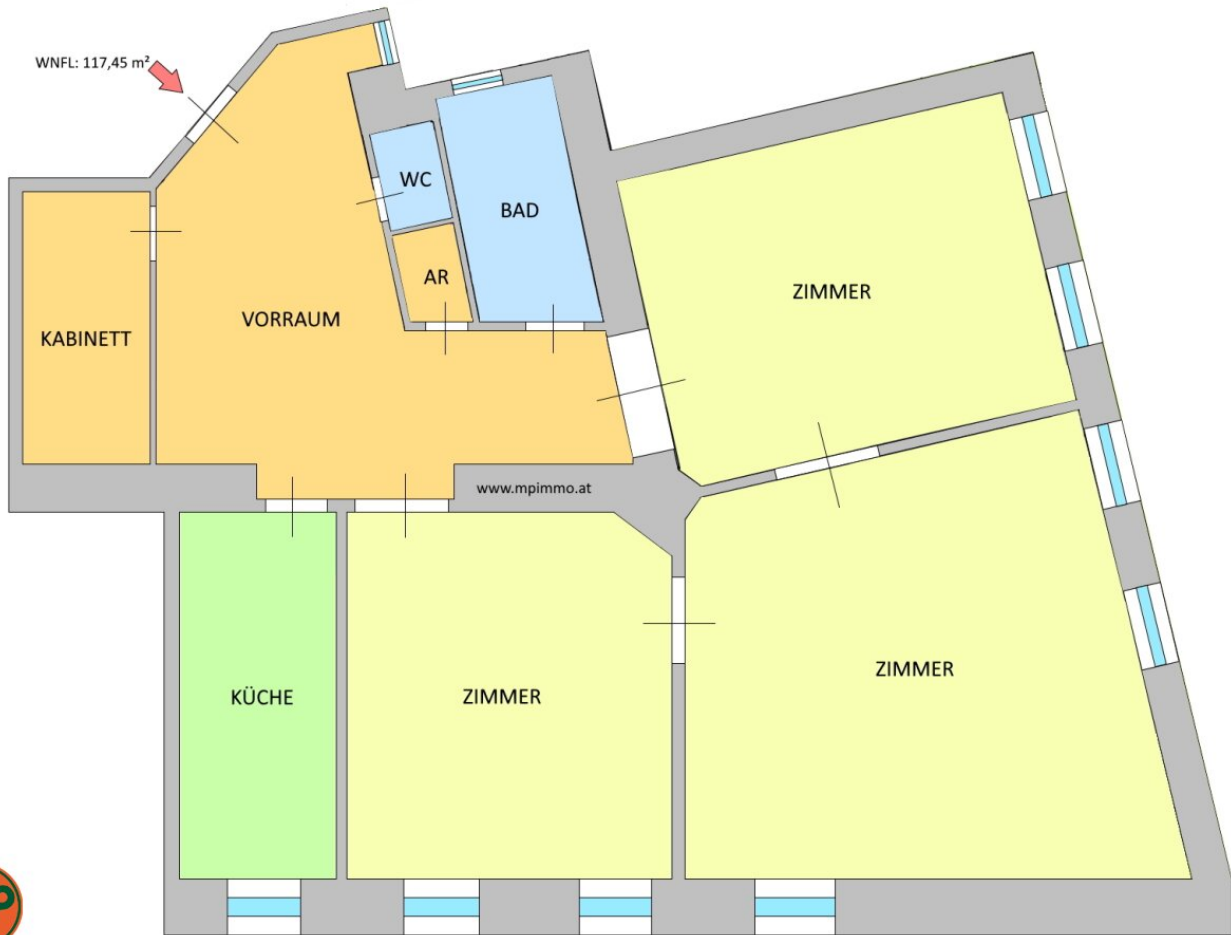 WNFL: 117,45 m²
WC
BAD
AR
ZIMMER
VORRAUM
KABINETT
www.mpimmo.at
KÜCHE
ZIMMER
ZIMMER